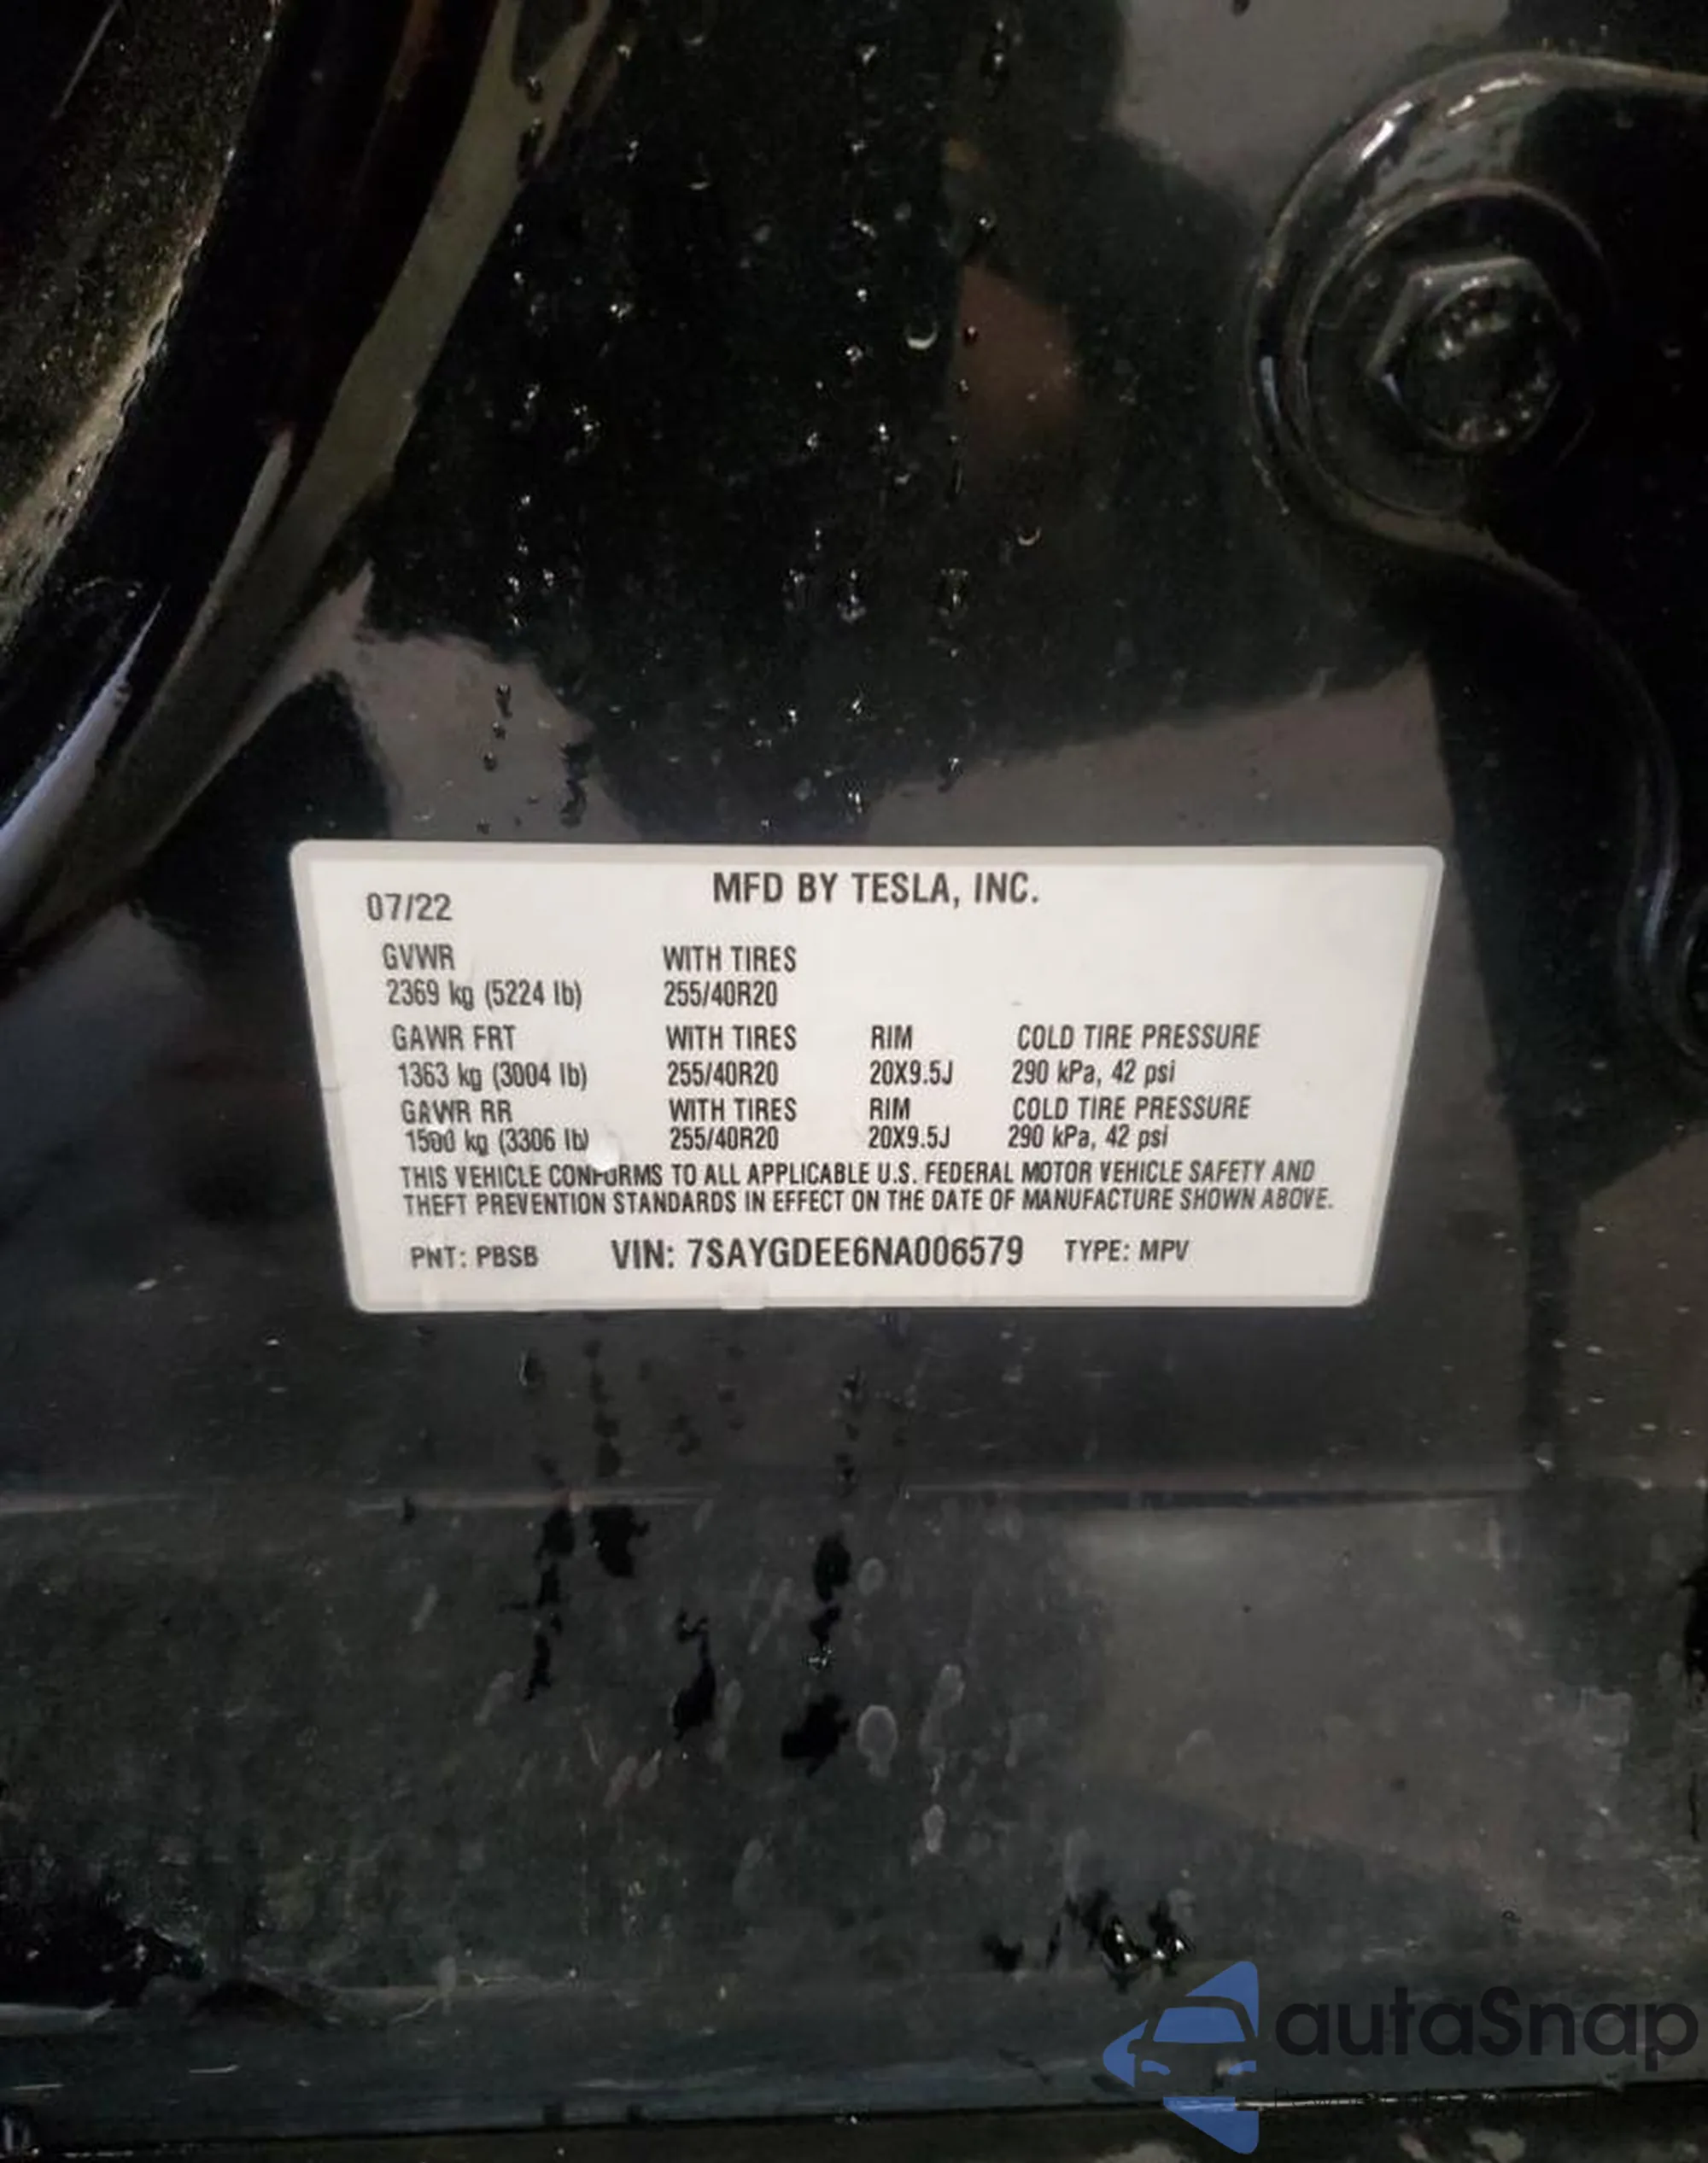 MFD BY TESLA, INC.
07/22
GVWR WITH TIRES
2369 kg (5224 lb) 255/40R20
GAWR FRT WITH TIRES RIM COLD TIRE PRESSURE
1363 kg (3004 lb) 255/40R20 20X9.5J 290 kPa, 42 psi
GAWR RR WITH TIRES RIM COLD TIRE PRESSURE
1500 kg (3306 lb) 255/40R20 20X9.5J 290 kPa, 42 psi
THIS VEHICLE CONFORMS TO ALL APPLICABLE U.S. FEDERAL MOTOR VEHICLE SAFETY AND
THEFT PREVENTION STANDARDS IN EFFECT ON THE DATE OF MANUFACTURE SHOWN ABOVE.
PNT: PBSB VIN: 7SAYGDEE6NA006579 TYPE: MPV
autaSnap